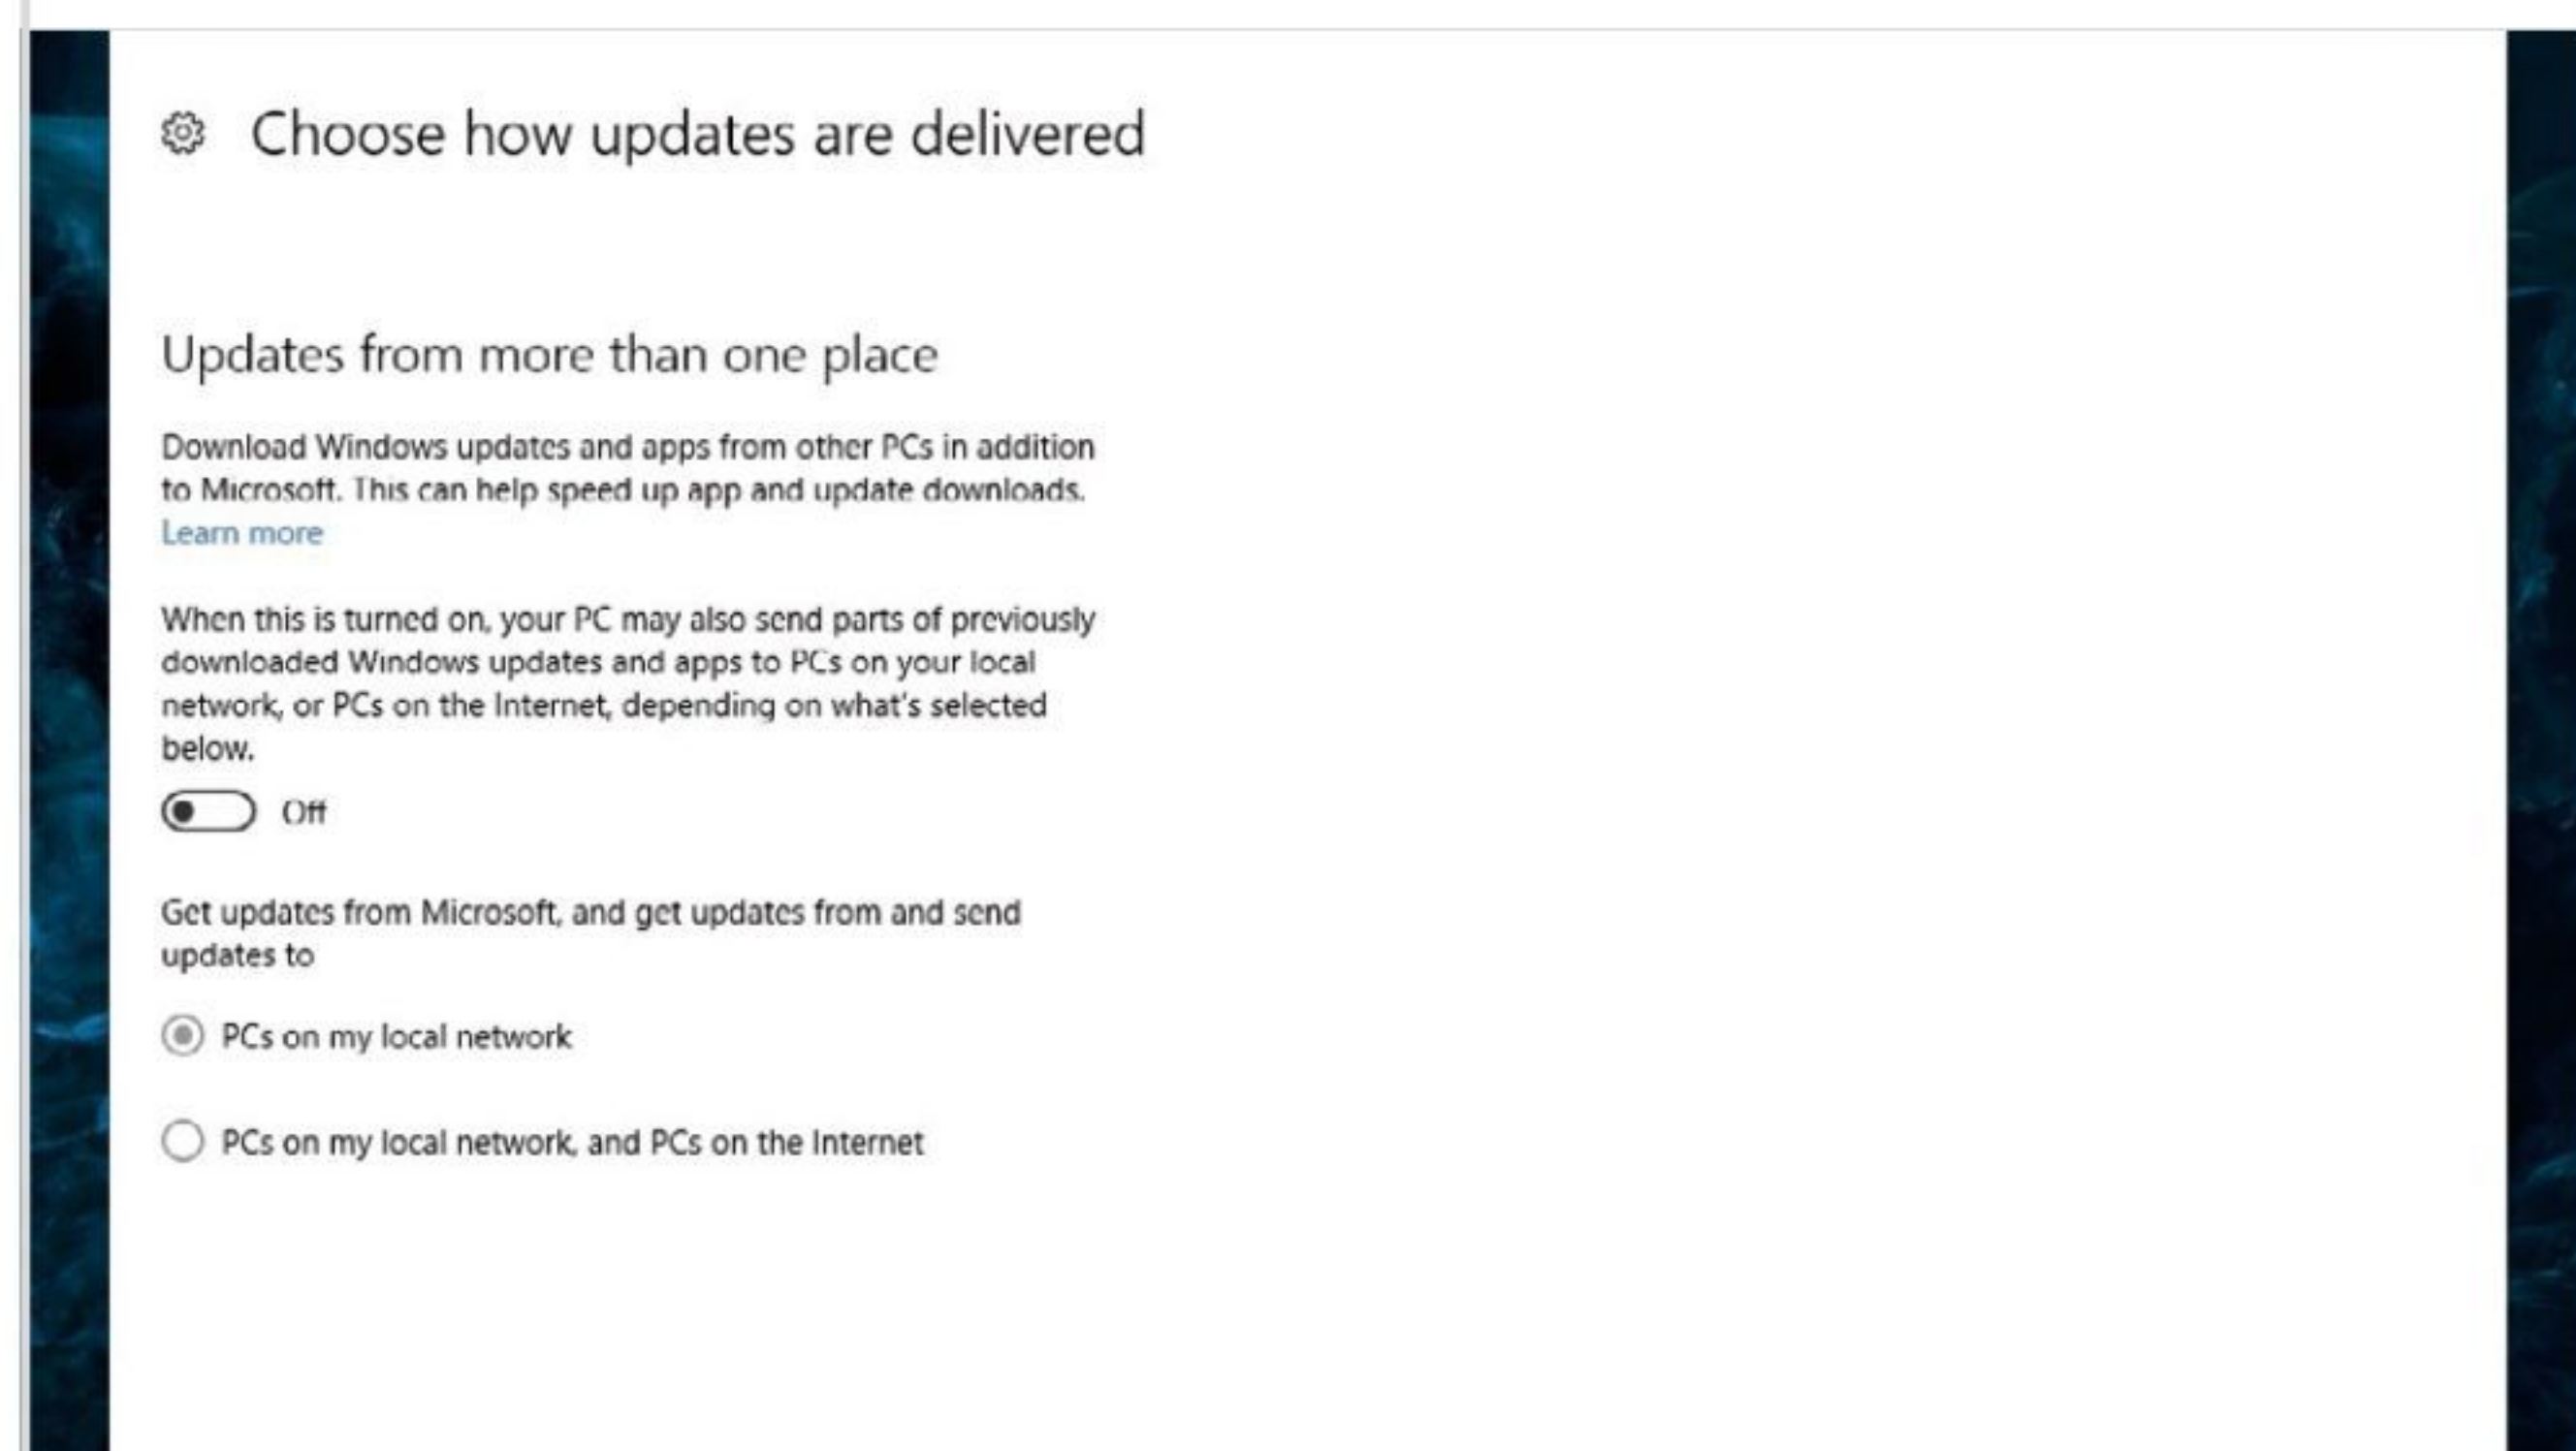 Choose how updates are delivered
Updates from more than one place
Download Windows updates and apps from other PCs in addition
to Microsoft. This can help speed up app and update downloads.
Learn more
When this is turned on, your PC may also send parts of previously
downloaded Windows updates and apps to PCs on your local
network, or PCs on the Internet, depending on what's selected
below.
Off
Get updates from Microsoft, and get updates from and send
updates to
PCs on my local network
PCs on my local network, and PCs on the Internet